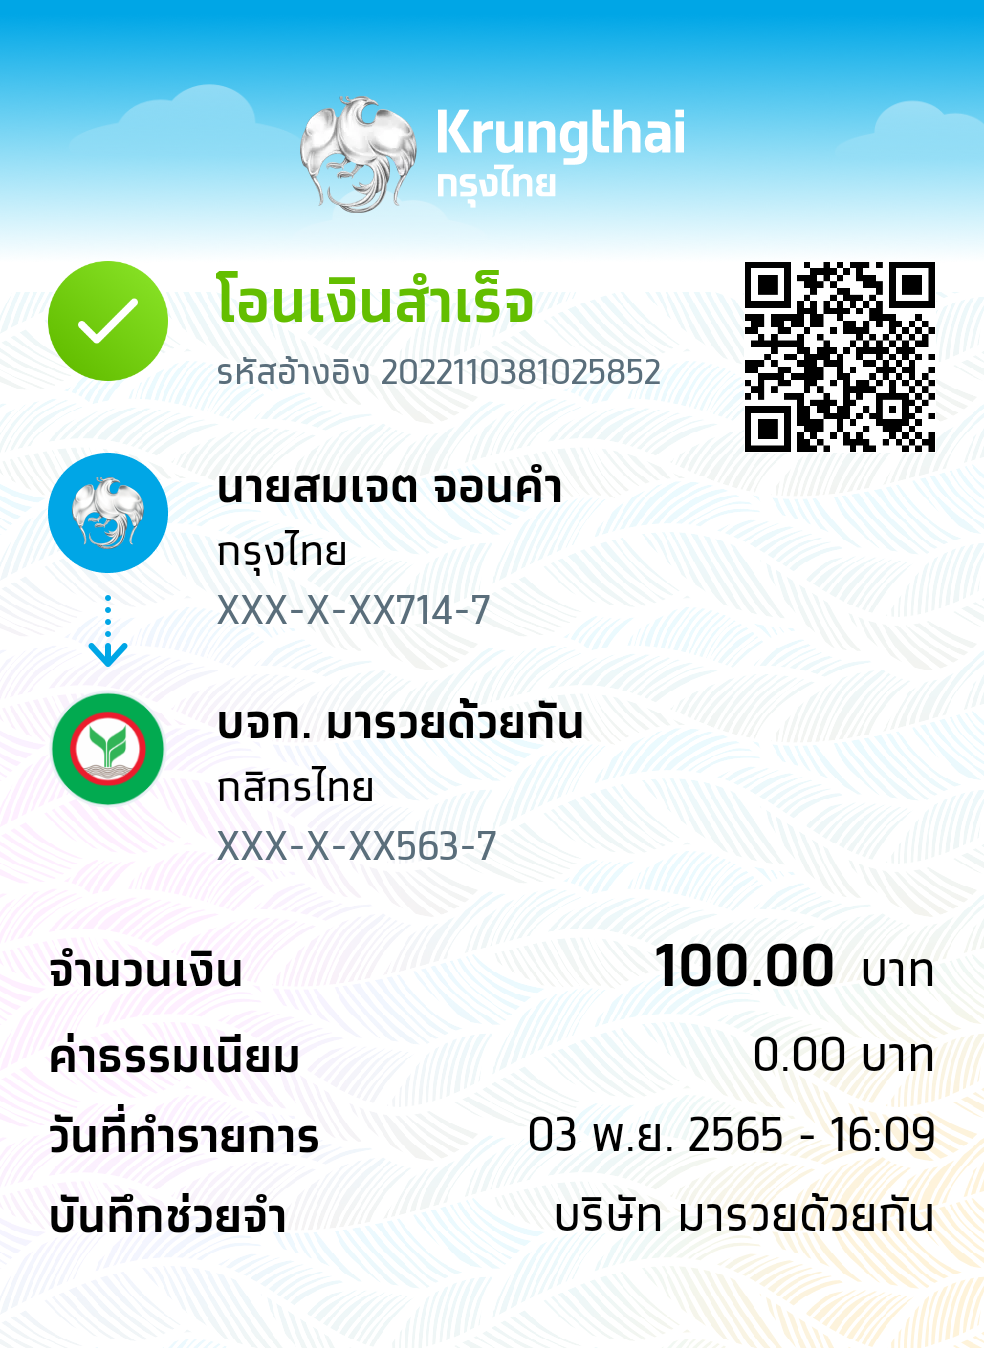 Krungthai
กรุงไทย
โอนเงินสำเร็จ
รหัสอ้างอิง 2022110381025852
นายสมเจต จอนคำ
กรุงไทย
XXX-X-XX714-7
บจก. มารวยด้วยกัน
กสิกรไทย
XXX-X-XX563-7
จำนวนเงิน 100.00 บาท
ค่าธรรมเนียม 0.00 บาท
วันที่ทำรายการ 03 พ.ย. 2565 - 16:09
บันทึกช่วยจำ บริษัท มารวยด้วยกัน